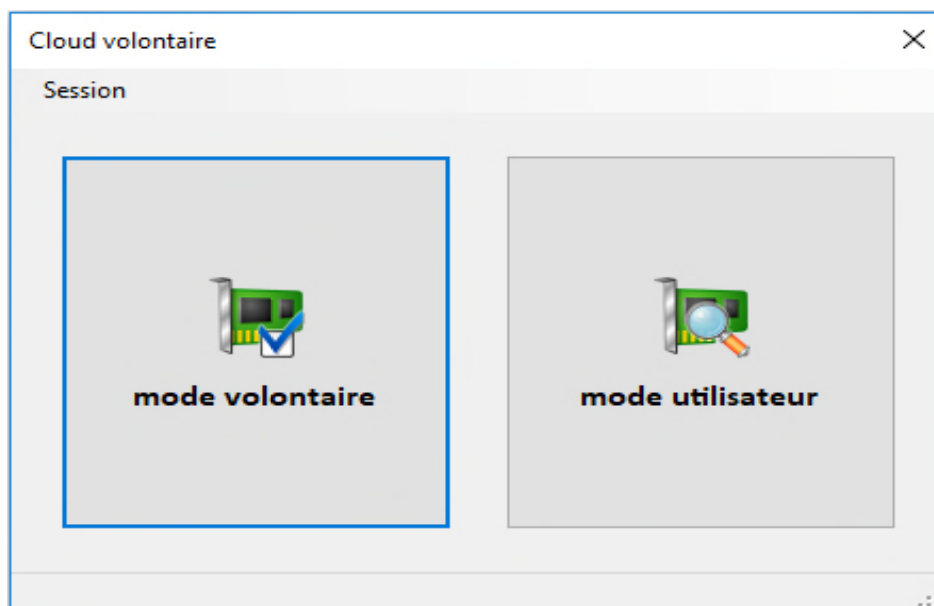 Cloud volontaire
Session
mode volontaire
mode utilisateur